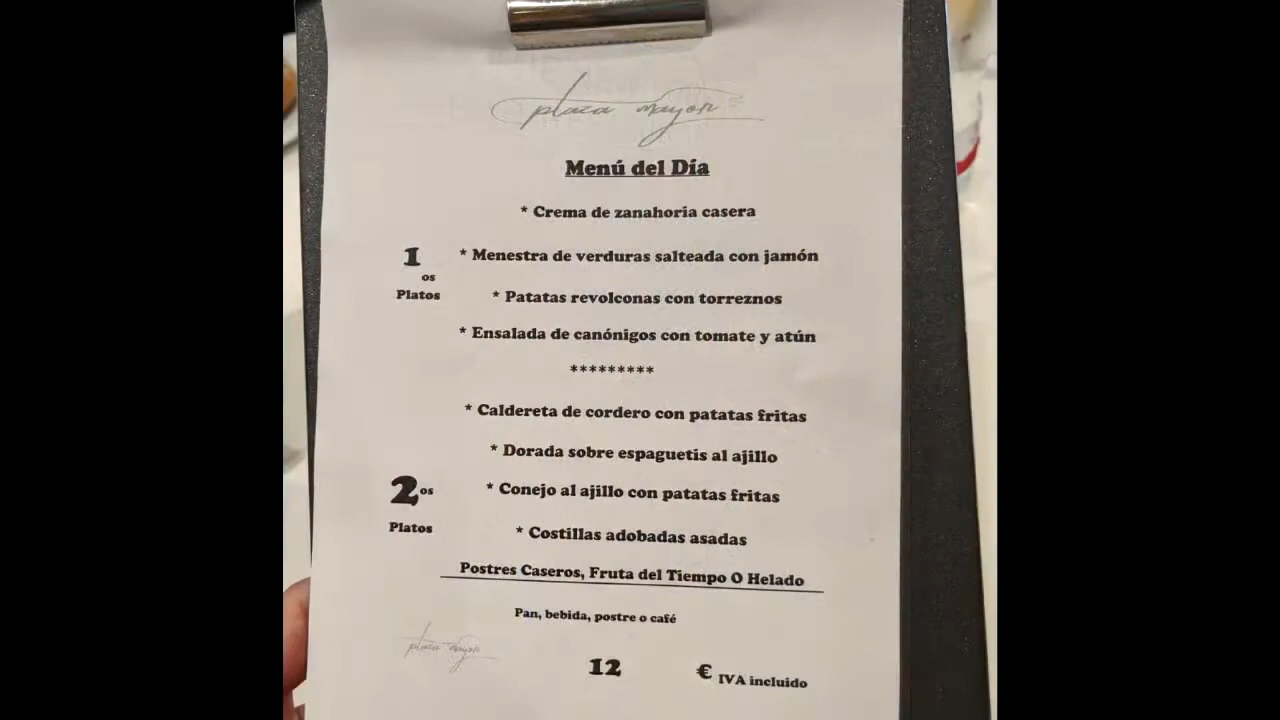 plaza mayor
Menú del Día
* Crema de zanahoria casera
1os Platos
* Menestra de verduras salteada con jamón
* Patatas revolconas con torreznos
* Ensalada de canónigos con tomate y atún
*********
* Caldereta de cordero con patatas fritas
* Dorada sobre espaguetis al ajillo
2os Platos
* Conejo al ajillo con patatas fritas
* Costillas adobadas asadas
Postres Caseros, Fruta del Tiempo O Helado
Pan, bebida, postre o café
plaza mayor
12 € IVA incluido